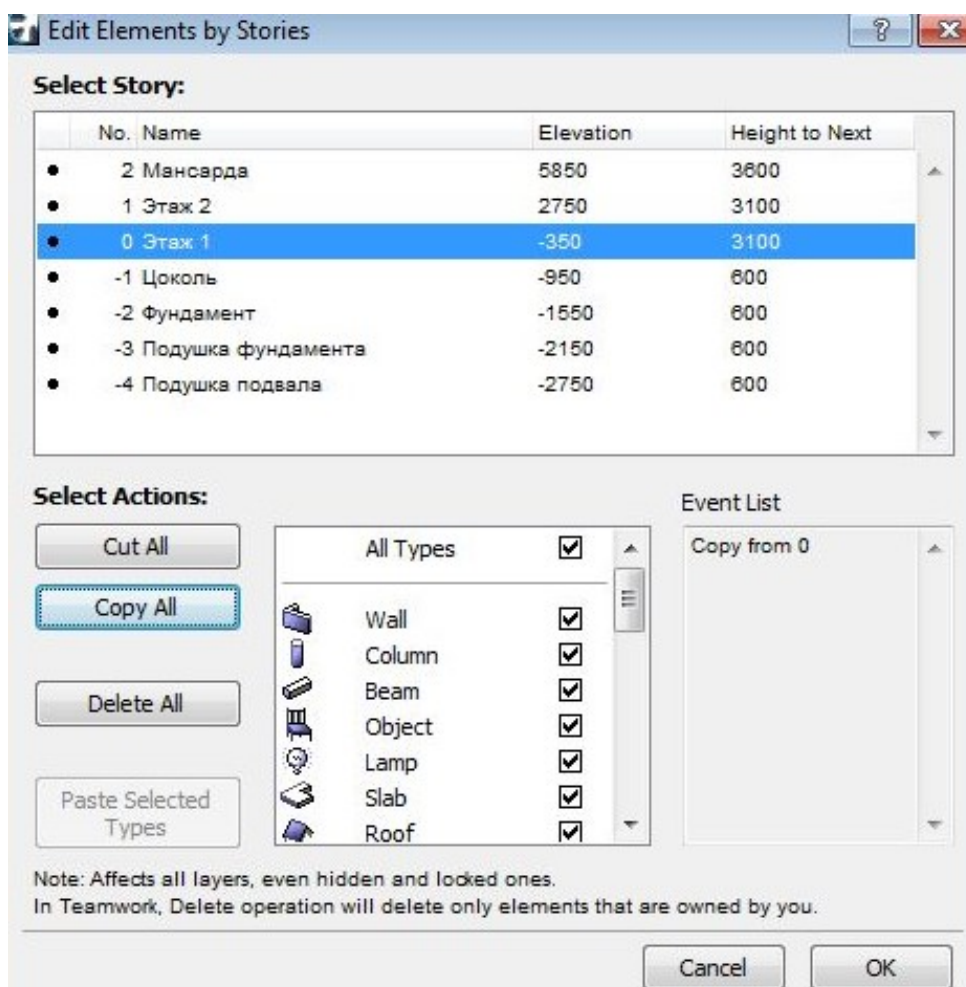 Edit Elements by Stories
Select Story:
No. Name Elevation Height to Next
2 Мансарда 5850 3600
1 Этаж 2 2750 3100
0 Этаж 1 -350 3100
-1 Цоколь -950 600
-2 Фундамент -1550 600
-3 Подушка фундамента -2150 600
-4 Подушка подвала -2750 600
Select Actions:
Cut All
Copy All
Delete All
Paste Selected
Types
All Types
Wall
Column
Beam
Object
Lamp
Slab
Roof
Event List
Copy from 0
Note: Affects all layers, even hidden and locked ones.
In Teamwork, Delete operation will delete only elements that are owned by you.
Cancel OK